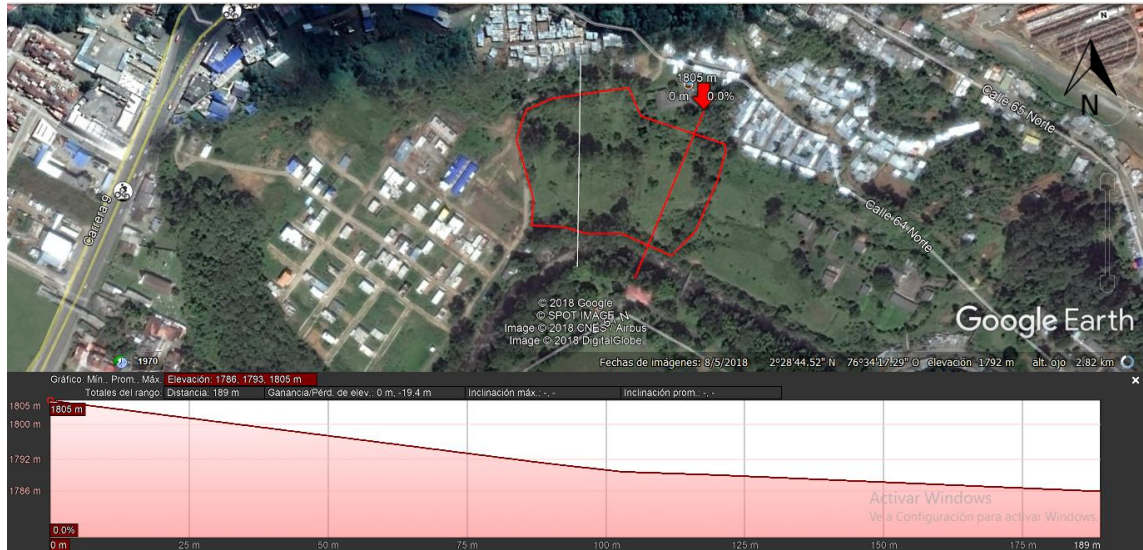 N
1805 m
0 m 0.0%
Calle 65 Norte
N
Carrera 9
Calle 64 Norte
© 2018 Google
© SPOT IMAGE
Image © 2018 CNES / Airbus
Image © 2018 DigitalGlobe
Google Earth
1970
Fechas de imágenes: 8/5/2018 2°28'44.52" N 76°34'17.29" O elevación 1792 m alt. ojo 2.82 km
Gráfico: Mín., Prom., Máx. Elevación: 1786, 1793, 1805 m
Totales del rango: Distancia: 189 m Ganancia/Pérd. de elev.: 0 m, -19.4 m Inclinación máx.: -, - Inclinación prom.: -, -
1805 m 1805 m
1800 m
1792 m
1786 m
Activar Windows
Ve a Configuración para activar Windows.
0.0%
0 m 25 m 50 m 75 m 100 m 125 m 150 m 175 m 189 m